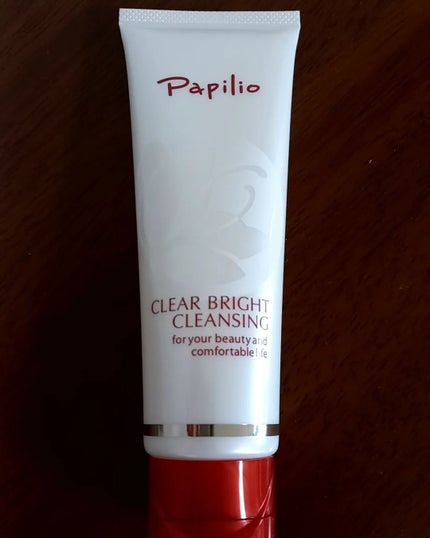 Papilio
CLEAR BRIGHT
CLEANSING
for your beauty and
comfortable life